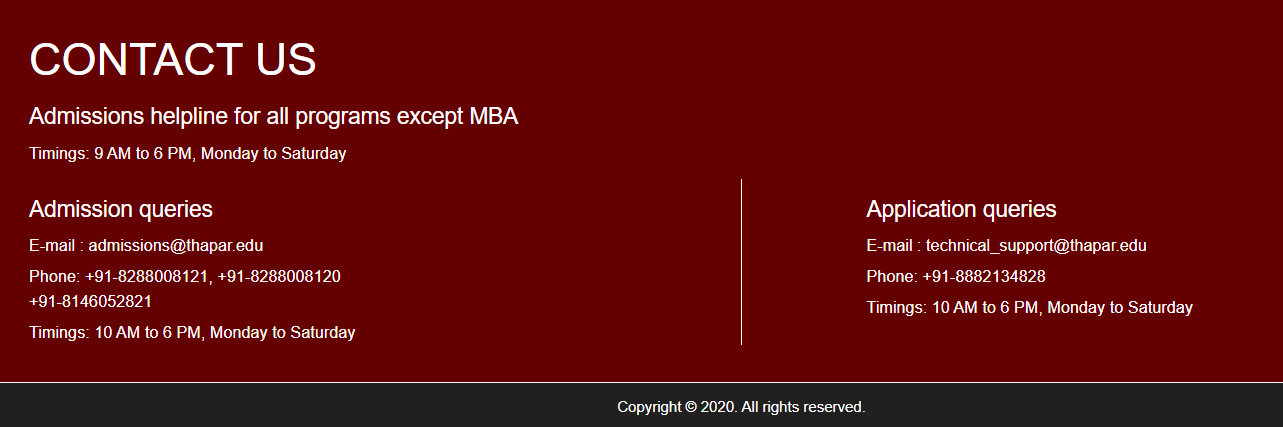 CONTACT US
Admissions helpline for all programs except MBA
Timings: 9 AM to 6 PM, Monday to Saturday
Admission queries
E-mail : admissions@thapar.edu
Phone: +91-8288008121, +91-8288008120
+91-8146052821
Timings: 10 AM to 6 PM, Monday to Saturday
Application queries
E-mail : technical_support@thapar.edu
Phone: +91-8882134828
Timings: 10 AM to 6 PM, Monday to Saturday
Copyright © 2020. All rights reserved.